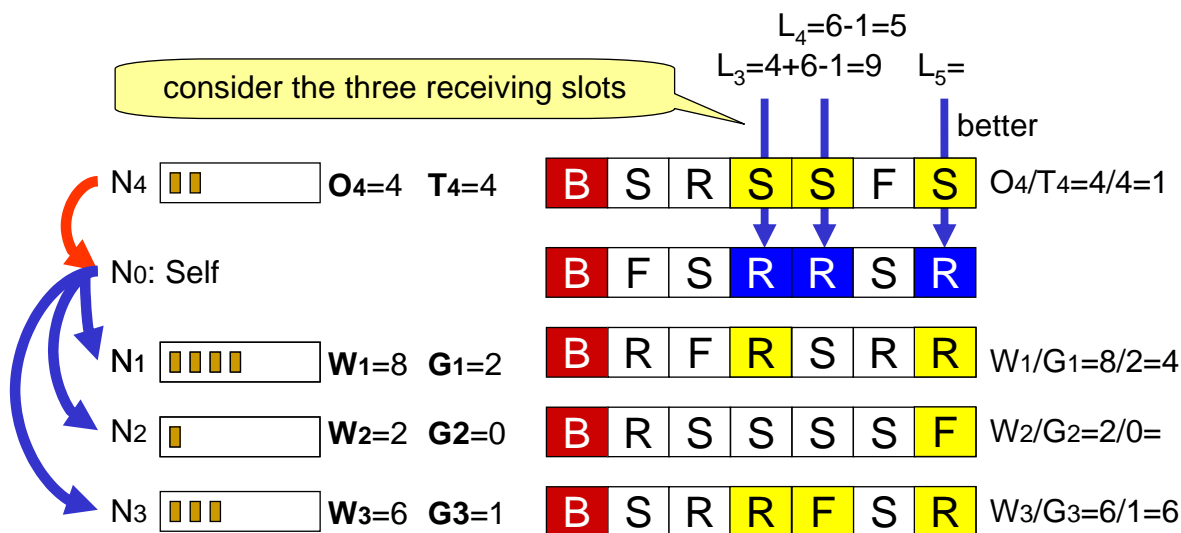 L4=6-1=5
L3=4+6-1=9 L5=
consider the three receiving slots
better
N4 O4=4 T4=4 B S R S S F S O4/T4=4/4=1
N0: Self B F S R R S R
N1 W1=8 G1=2 B R F R S R R W1/G1=8/2=4
N2 W2=2 G2=0 B R S S S S F W2/G2=2/0=
N3 W3=6 G3=1 B S R R F S R W3/G3=6/1=6